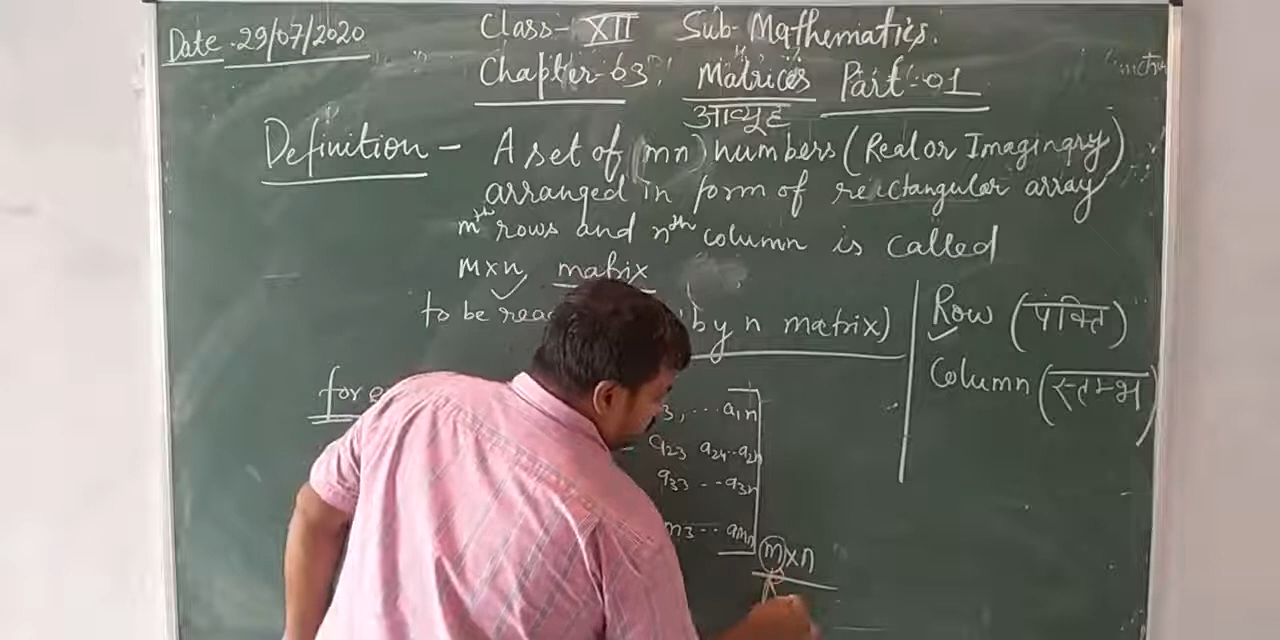 Date 29/07/2020
Class- XII Sub-Mathematics.
Chapter-03: Matrices Part-01
आव्यूह
Definition - A set of (mn) numbers (Real or Imaginary)
arranged in form of rectangular array
mᵗʰ rows and nᵗʰ column is called
m×n matrix
to be by n matrix)
Row (पंक्ति)
Column (स्तम्भ)
for
3, ... a₁ₙ
a₂₃ a₂₄ .. a₂ₙ
a₃₃ .. a₃ₙ
3 .. aₘₙ
m×n